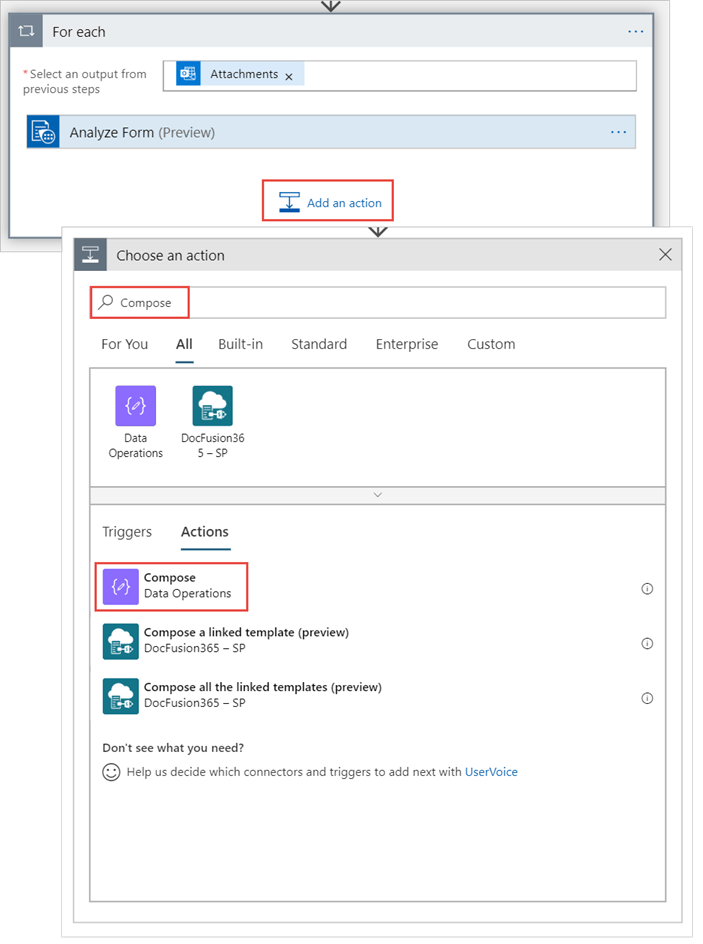 For each
*Select an output from
previous steps
Attachments ×
Analyze Form (Preview)
Add an action
Choose an action
Compose
For You All Built-in Standard Enterprise Custom
Data
Operations
DocFusion36
5 – SP
Triggers Actions
Compose
Data Operations
Compose a linked template (preview)
DocFusion365 – SP
Compose all the linked templates (preview)
DocFusion365 – SP
Don't see what you need?
Help us decide which connectors and triggers to add next with UserVoice